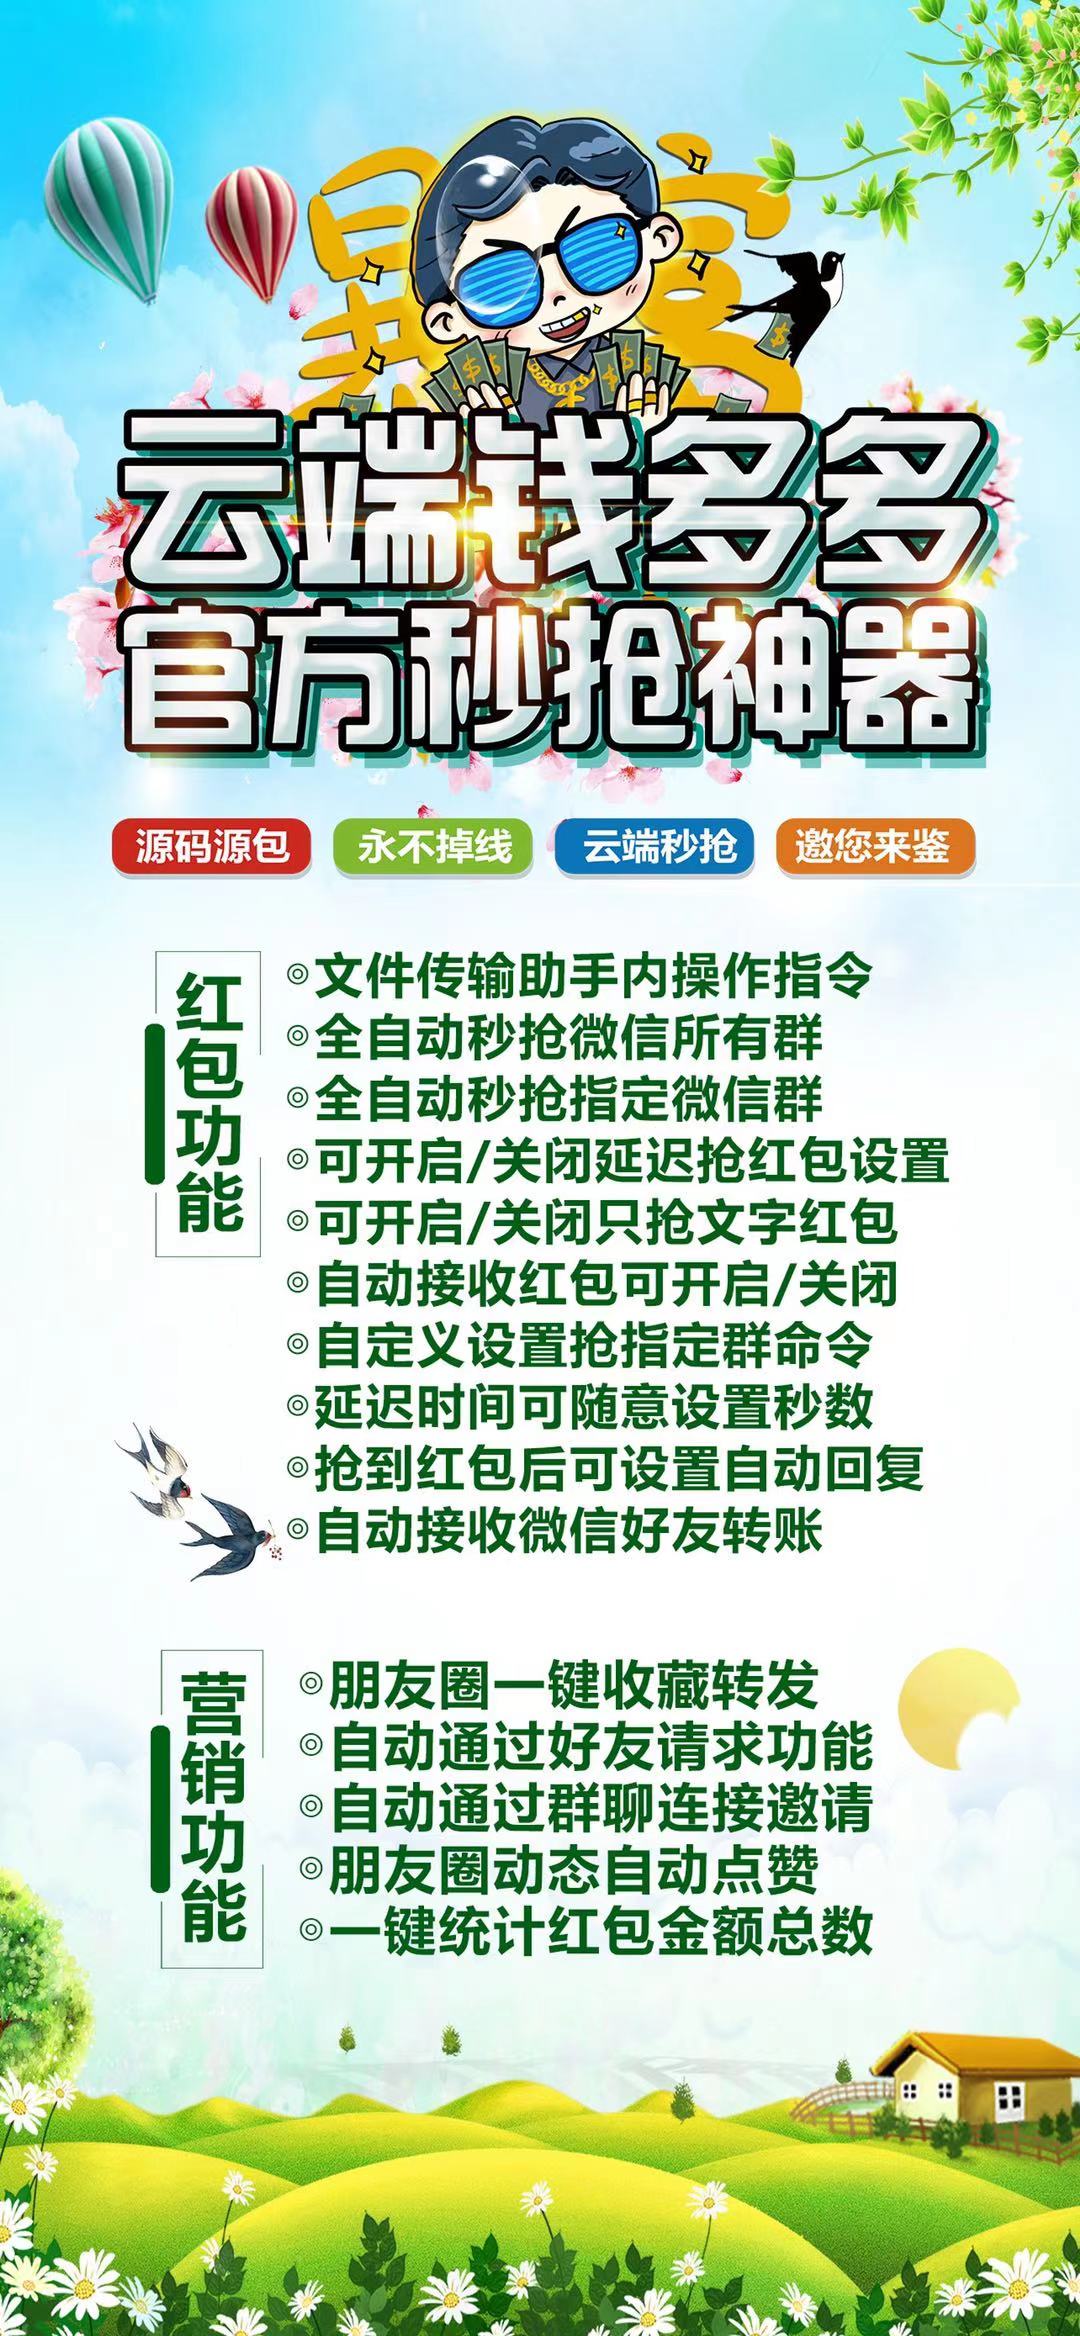 暴富
云端钱多多
官方秒抢神器
源码源包 永不掉线 云端秒抢 邀您来鉴
红包功能
◎文件传输助手内操作指令
◎全自动秒抢微信所有群
◎全自动秒抢指定微信群
◎可开启/关闭延迟抢红包设置
◎可开启/关闭只抢文字红包
◎自动接收红包可开启/关闭
◎自定义设置抢指定群命令
◎延迟时间可随意设置秒数
◎抢到红包后可设置自动回复
◎自动接收微信好友转账
营销功能
◎朋友圈一键收藏转发
◎自动通过好友请求功能
◎自动通过群聊连接邀请
◎朋友圈动态自动点赞
◎一键统计红包金额总数